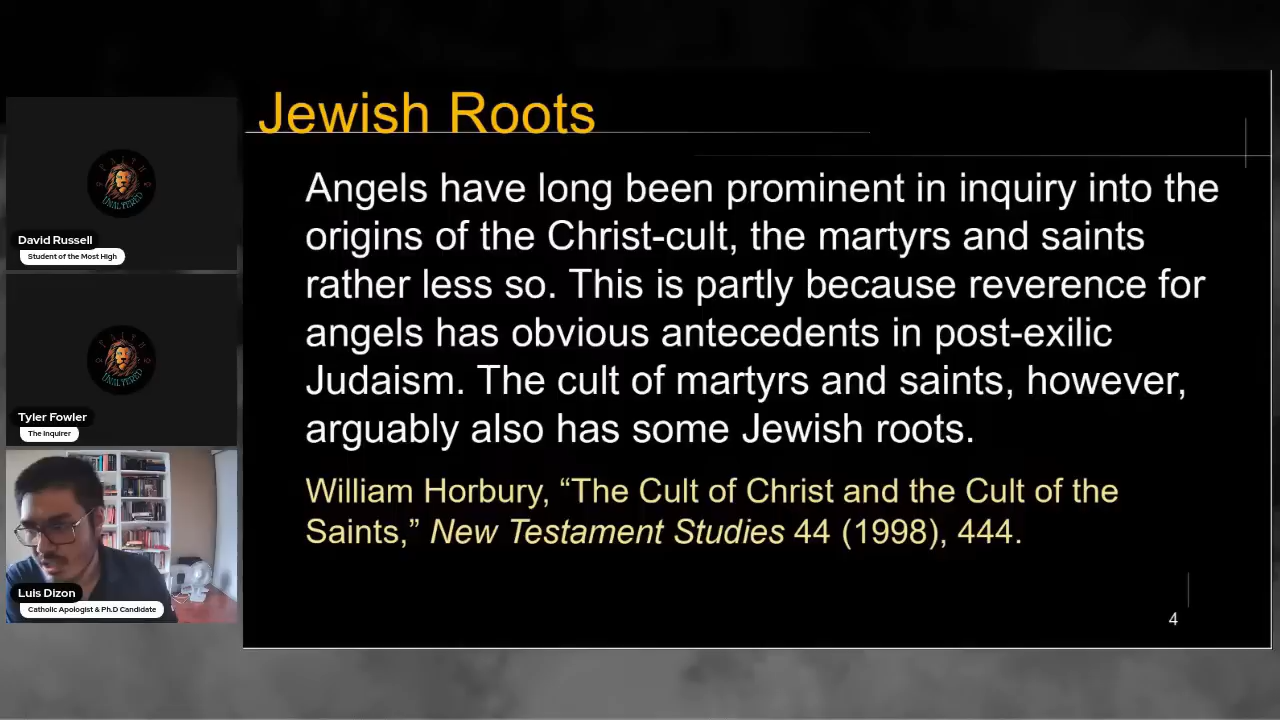 Jewish Roots
Angels have long been prominent in inquiry into the
origins of the Christ-cult, the martyrs and saints
rather less so. This is partly because reverence for
angels has obvious antecedents in post-exilic
Judaism. The cult of martyrs and saints, however,
arguably also has some Jewish roots.
William Horbury, “The Cult of Christ and the Cult of the
Saints,” New Testament Studies 44 (1998), 444.
4
FAITH
UNALTERED
David Russell
Student of the Most High
FAITH
UNALTERED
Tyler Fowler
The Inquirer
Luis Dizon
Catholic Apologist & Ph.D Candidate